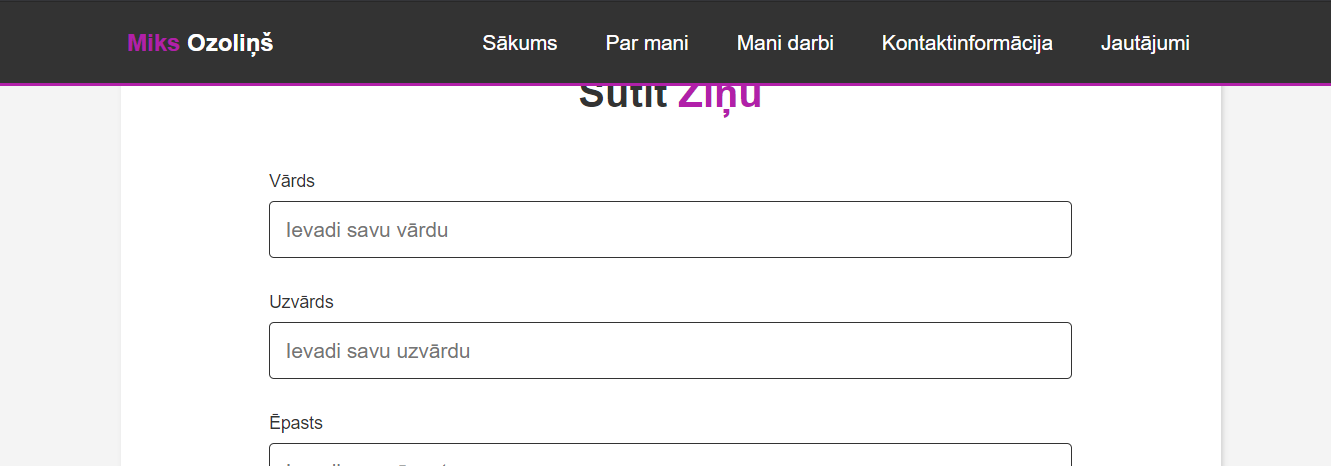 Miks Ozoliņš Sākums Par mani Mani darbi Kontaktinformācija Jautājumi
Sūtīt Ziņu
Vārds
Ievadi savu vārdu
Uzvārds
Ievadi savu uzvārdu
Ēpasts